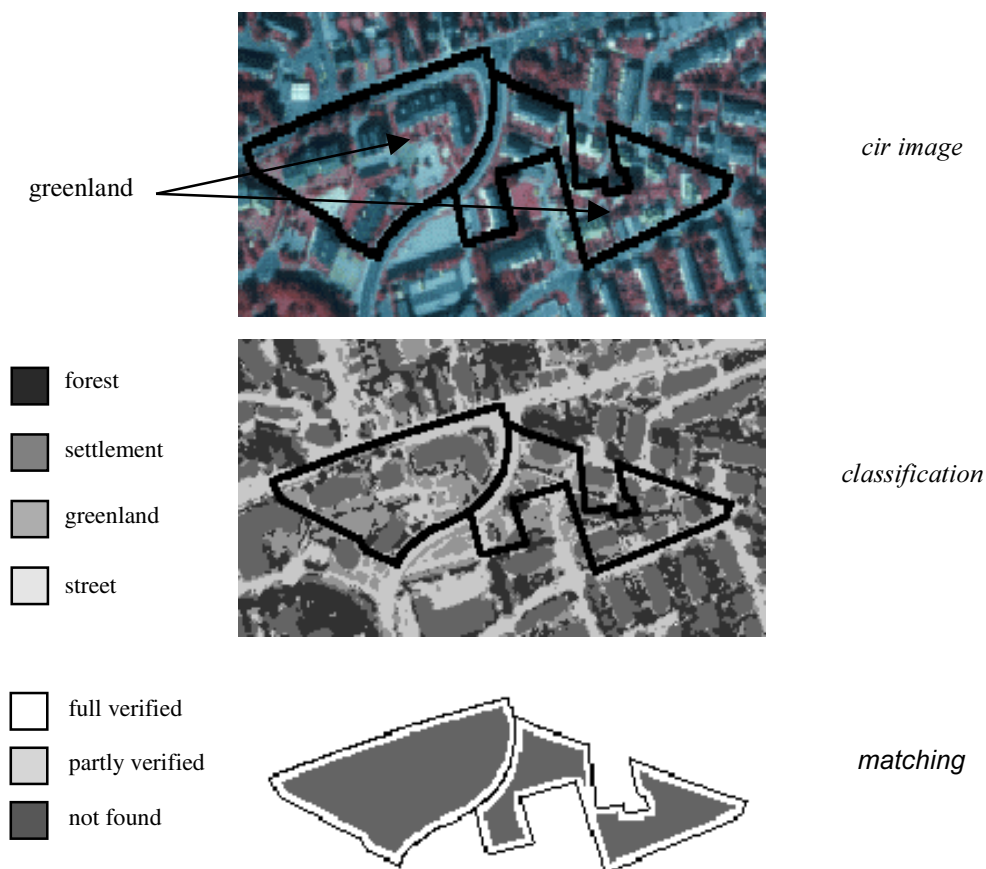 cir image
greenland
forest
settlement
greenland
street
classification
full verified
partly verified
not found
matching